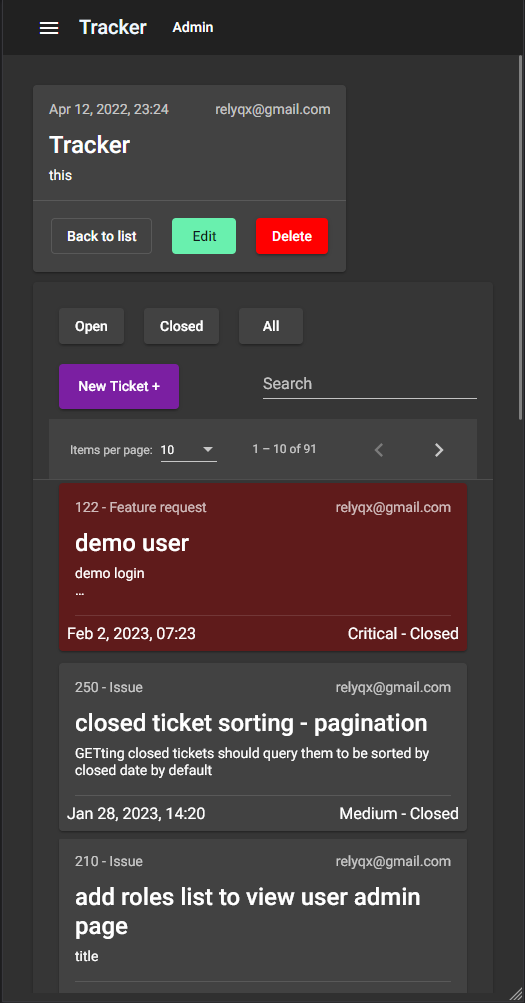 Tracker Admin
Apr 12, 2022, 23:24 relyqx@gmail.com
Tracker
this
Back to list Edit Delete
Open Closed All
New Ticket + Search
Items per page: 10 1 – 10 of 91
122 - Feature request relyqx@gmail.com
demo user
demo login
...
Feb 2, 2023, 07:23 Critical - Closed
250 - Issue relyqx@gmail.com
closed ticket sorting - pagination
GETting closed tickets should query them to be sorted by
closed date by default
Jan 28, 2023, 14:20 Medium - Closed
210 - Issue relyqx@gmail.com
add roles list to view user admin
page
title